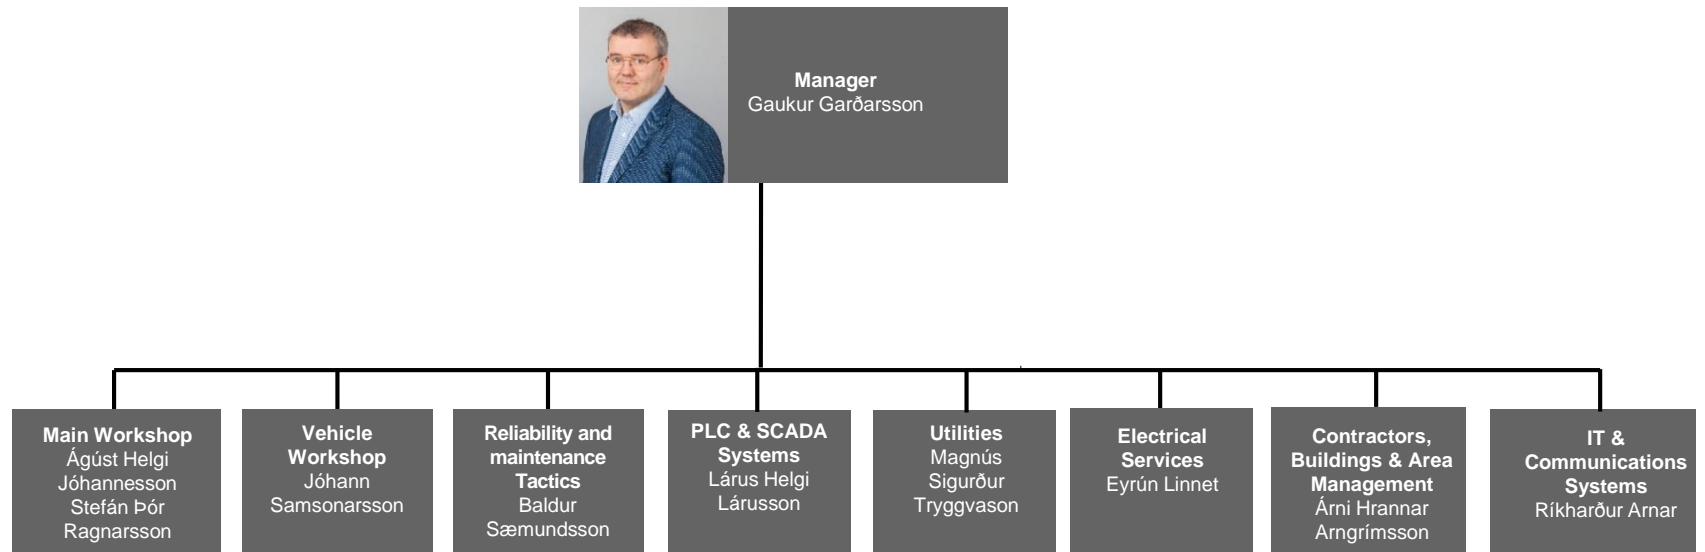 Manager
Gaukur Garðarsson
Main Workshop
Ágúst Helgi
Jóhannesson
Stefán Þór
Ragnarsson
Vehicle
Workshop
Jóhann
Samsonarsson
Reliability and
maintenance
Tactics
Baldur
Sæmundsson
PLC & SCADA
Systems
Lárus Helgi
Lárusson
Utilities
Magnús
Sigurður
Tryggvason
Electrical
Services
Eyrún Linnet
Contractors,
Buildings & Area
Management
Árni Hrannar
Arngrímsson
IT &
Communications
Systems
Ríkharður Arnar